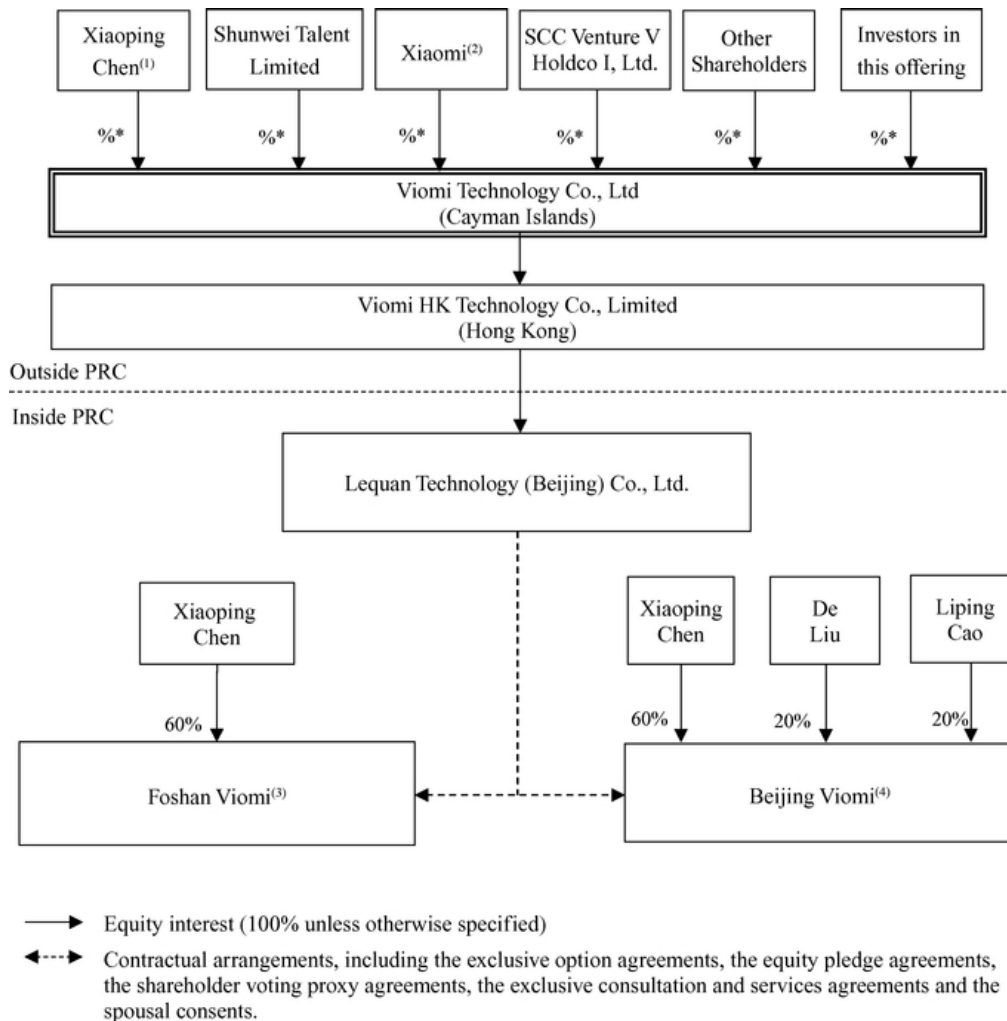 Xiaoping
Chen(1)
Shunwei Talent
Limited
Xiaomi(2)
SCC Venture V
Holdco I, Ltd.
Other
Shareholders
Investors in
this offering
%*
%*
%*
%*
%*
%*
Viomi Technology Co., Ltd
(Cayman Islands)
Viomi HK Technology Co., Limited
(Hong Kong)
Outside PRC
Inside PRC
Lequan Technology (Beijing) Co., Ltd.
Xiaoping
Chen
Xiaoping
Chen
De
Liu
Liping
Cao
60%
60%
20%
20%
Foshan Viomi(3)
Beijing Viomi(4)
Equity interest (100% unless otherwise specified)
Contractual arrangements, including the exclusive option agreements, the equity pledge agreements,
the shareholder voting proxy agreements, the exclusive consultation and services agreements and the
spousal consents.